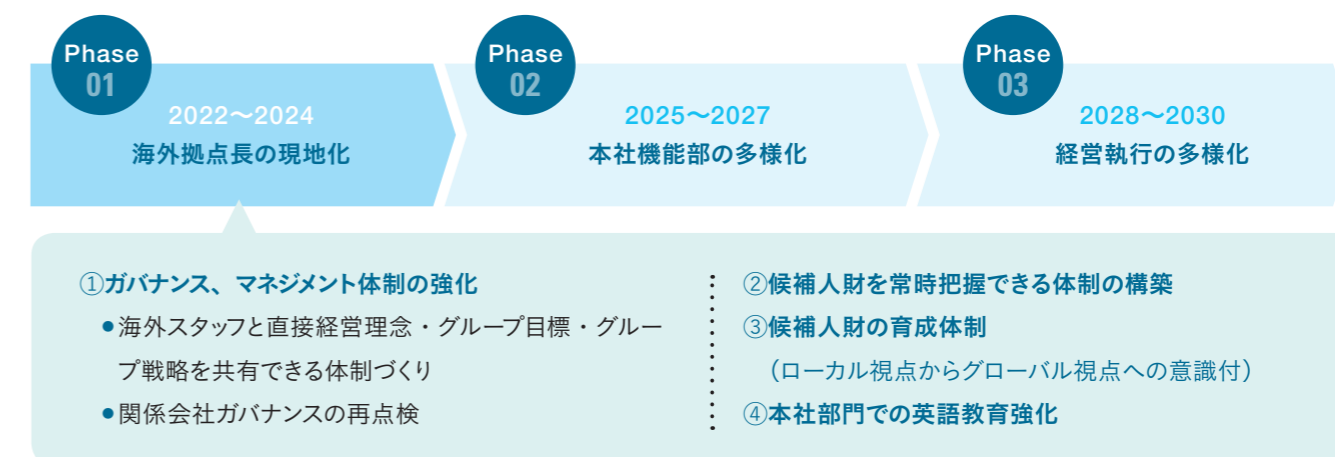 Phase
01
2022〜2024
海外拠点長の現地化
Phase
02
2025〜2027
本社機能部の多様化
Phase
03
2028〜2030
経営執行の多様化
①ガバナンス、マネジメント体制の強化
●海外スタッフと直接経営理念・グループ目標・グルー
プ戦略を共有できる体制づくり
●関係会社ガバナンスの再点検
②候補人財を常時把握できる体制の構築
③候補人財の育成体制
（ローカル視点からグローバル視点への意識付）
④本社部門での英語教育強化